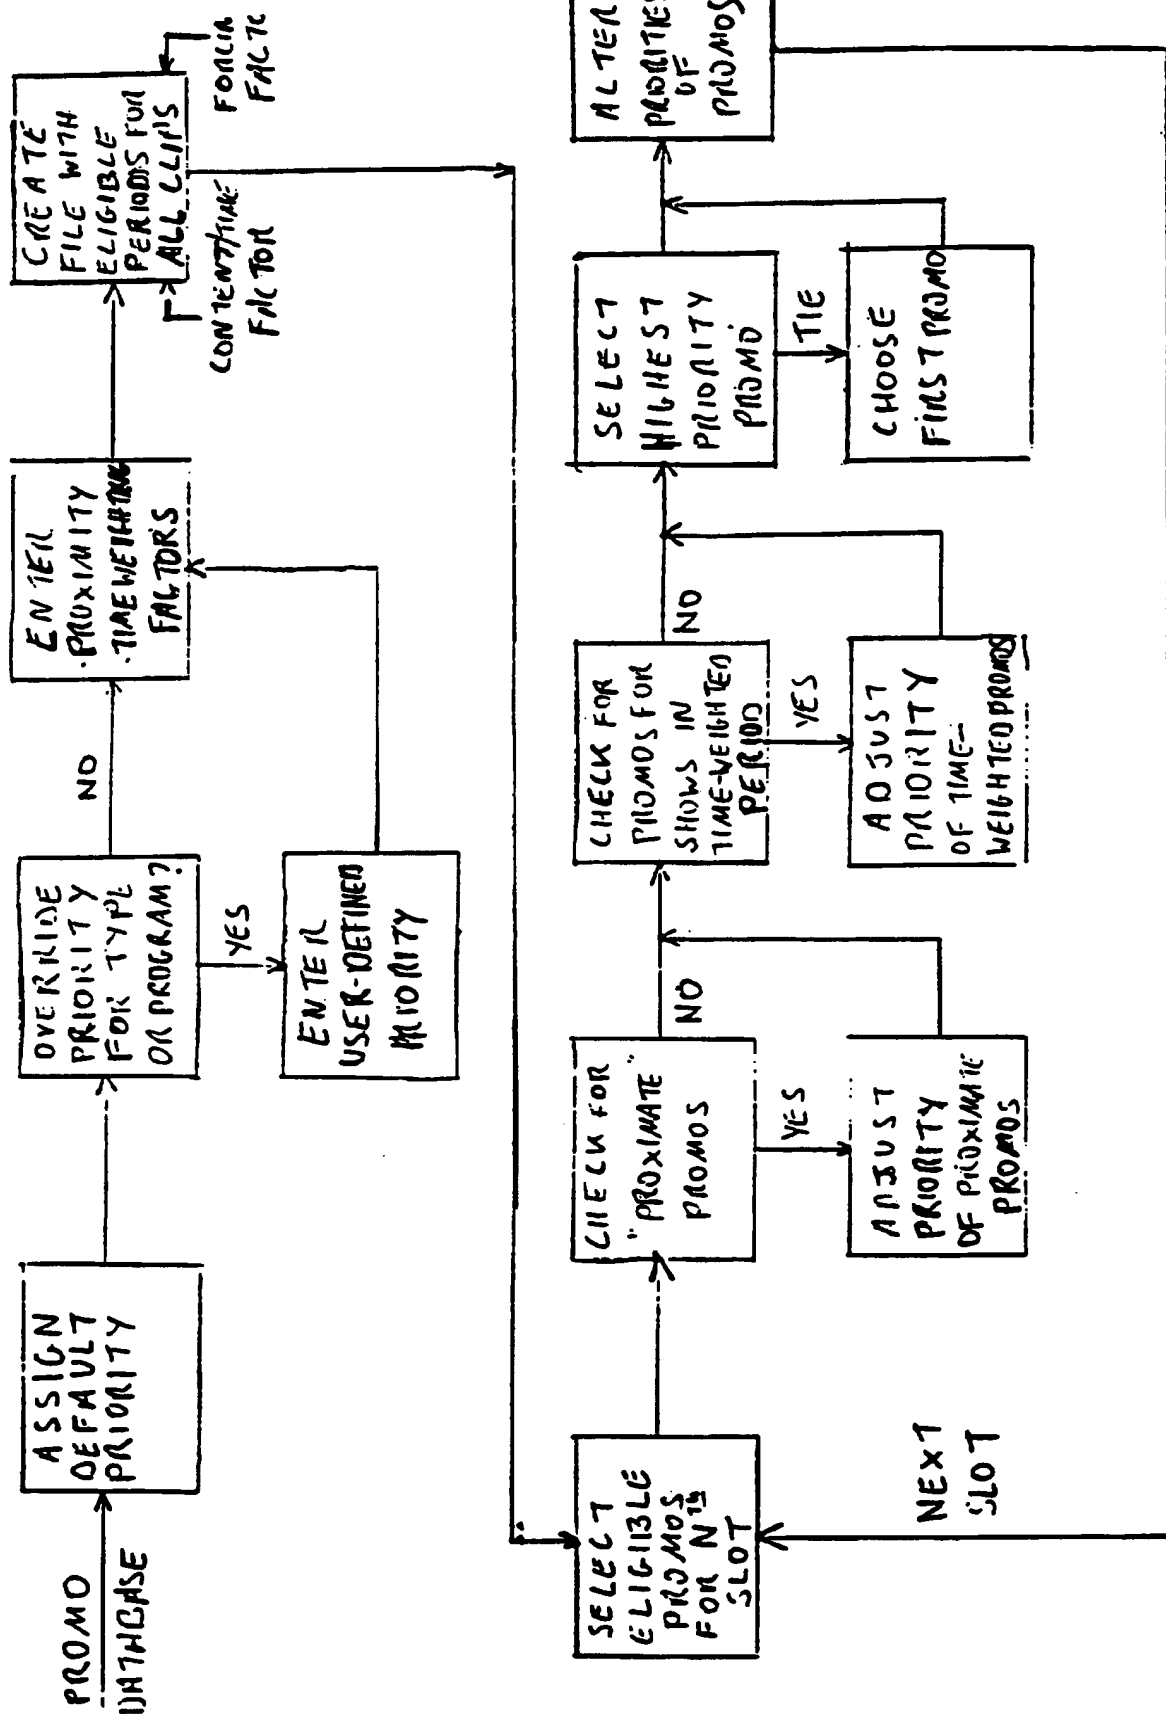 PROMO
DATABASE
ASSIGN
DEFAULT
PRIORITY
OVERRIDE
PRIORITY
FOR TYPE
OR PROGRAM?
NO
YES
ENTER
USER-DEFINED
PRIORITY
ENTER
·PROXIMITY
·TIMEWEIGHTING
FACTORS
CREATE
FILE WITH
ELIGIBLE
PERIODS FOR
ALL CLIPS
CONTENT/TIME
FACTOR
SELECT
ELIGIBLE
PROMOS
FOR Nth
SLOT
CHECK FOR
"PROXIMATE"
PROMOS
NO
YES
ADJUST
PRIORITY
OF PROXIMATE
PROMOS
CHECK FOR
PROMOS FOR
SHOWS IN
TIME-WEIGHTED
PERIOD
NO
YES
ADJUST
PRIORITY
OF TIME-
WEIGHTED PROMOS
SELECT
HIGHEST
PRIORITY
PROMO
TIE
CHOOSE
FIRST PROMO
ALTER
PRIORITIES
OF
PROMOS
NEXT
SLOT